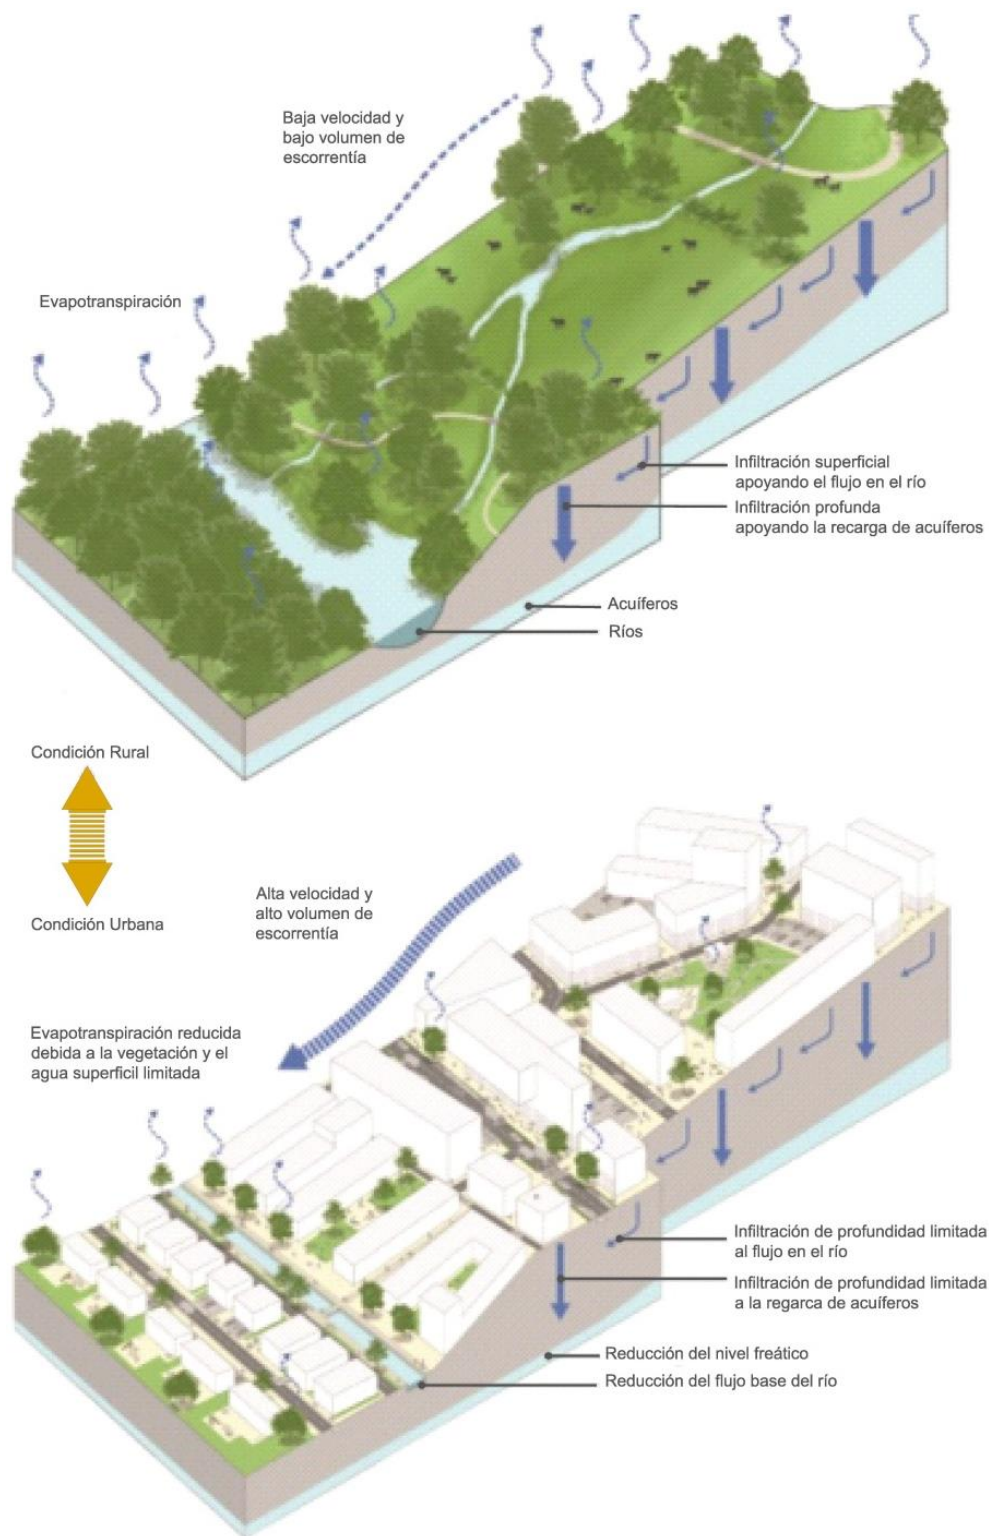 Baja velocidad y
bajo volumen de
escorrentía
Evapotranspiración
Infiltración superficial
apoyando el flujo en el río
Infiltración profunda
apoyando la recarga de acuíferos
Acuíferos
Ríos
Condición Rural
Condición Urbana
Alta velocidad y
alto volumen de
escorrentía
Evapotranspiración reducida
debida a la vegetación y el
agua superficil limitada
Infiltración de profundidad limitada
al flujo en el río
Infiltración de profundidad limitada
a la regarca de acuíferos
Reducción del nivel freático
Reducción del flujo base del río